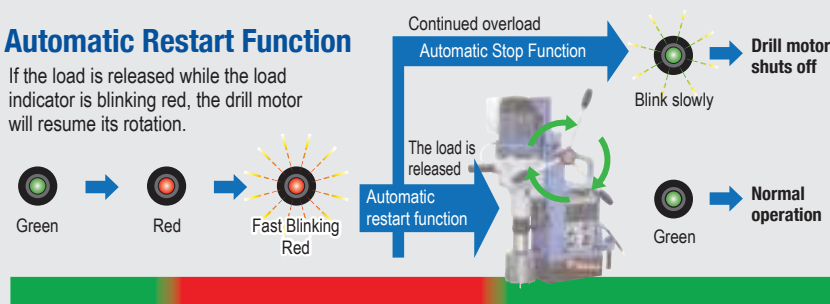 Automatic Restart Function
If the load is released while the load
indicator is blinking red, the drill motor
will resume its rotation.
Green
Red
Fast Blinking
Red
Continued overload
Automatic Stop Function
Blink slowly
Drill motor
shuts off
The load is
released
Automatic
restart function
Green
Normal
operation